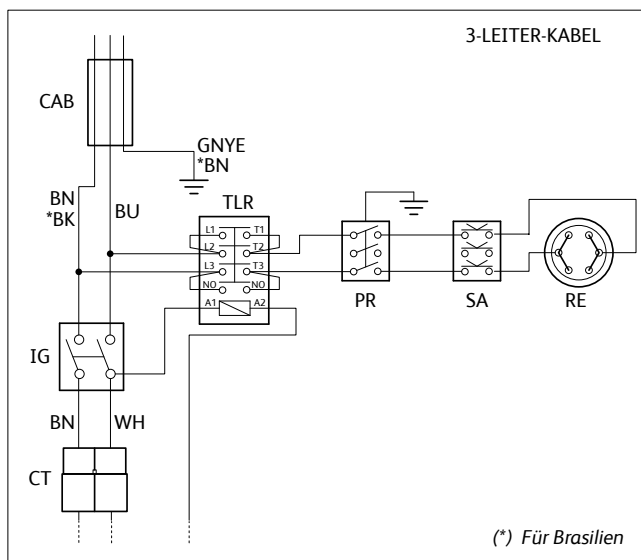 3-LEITER-KABEL
CAB
GNYE
*BN
BN
*BK
BU
TLR
L1 T1
L2 T2
L3 T3
NO NO
A1 A2
PR
SA
RE
IG
BN
WH
CT
(*) Für Brasilien